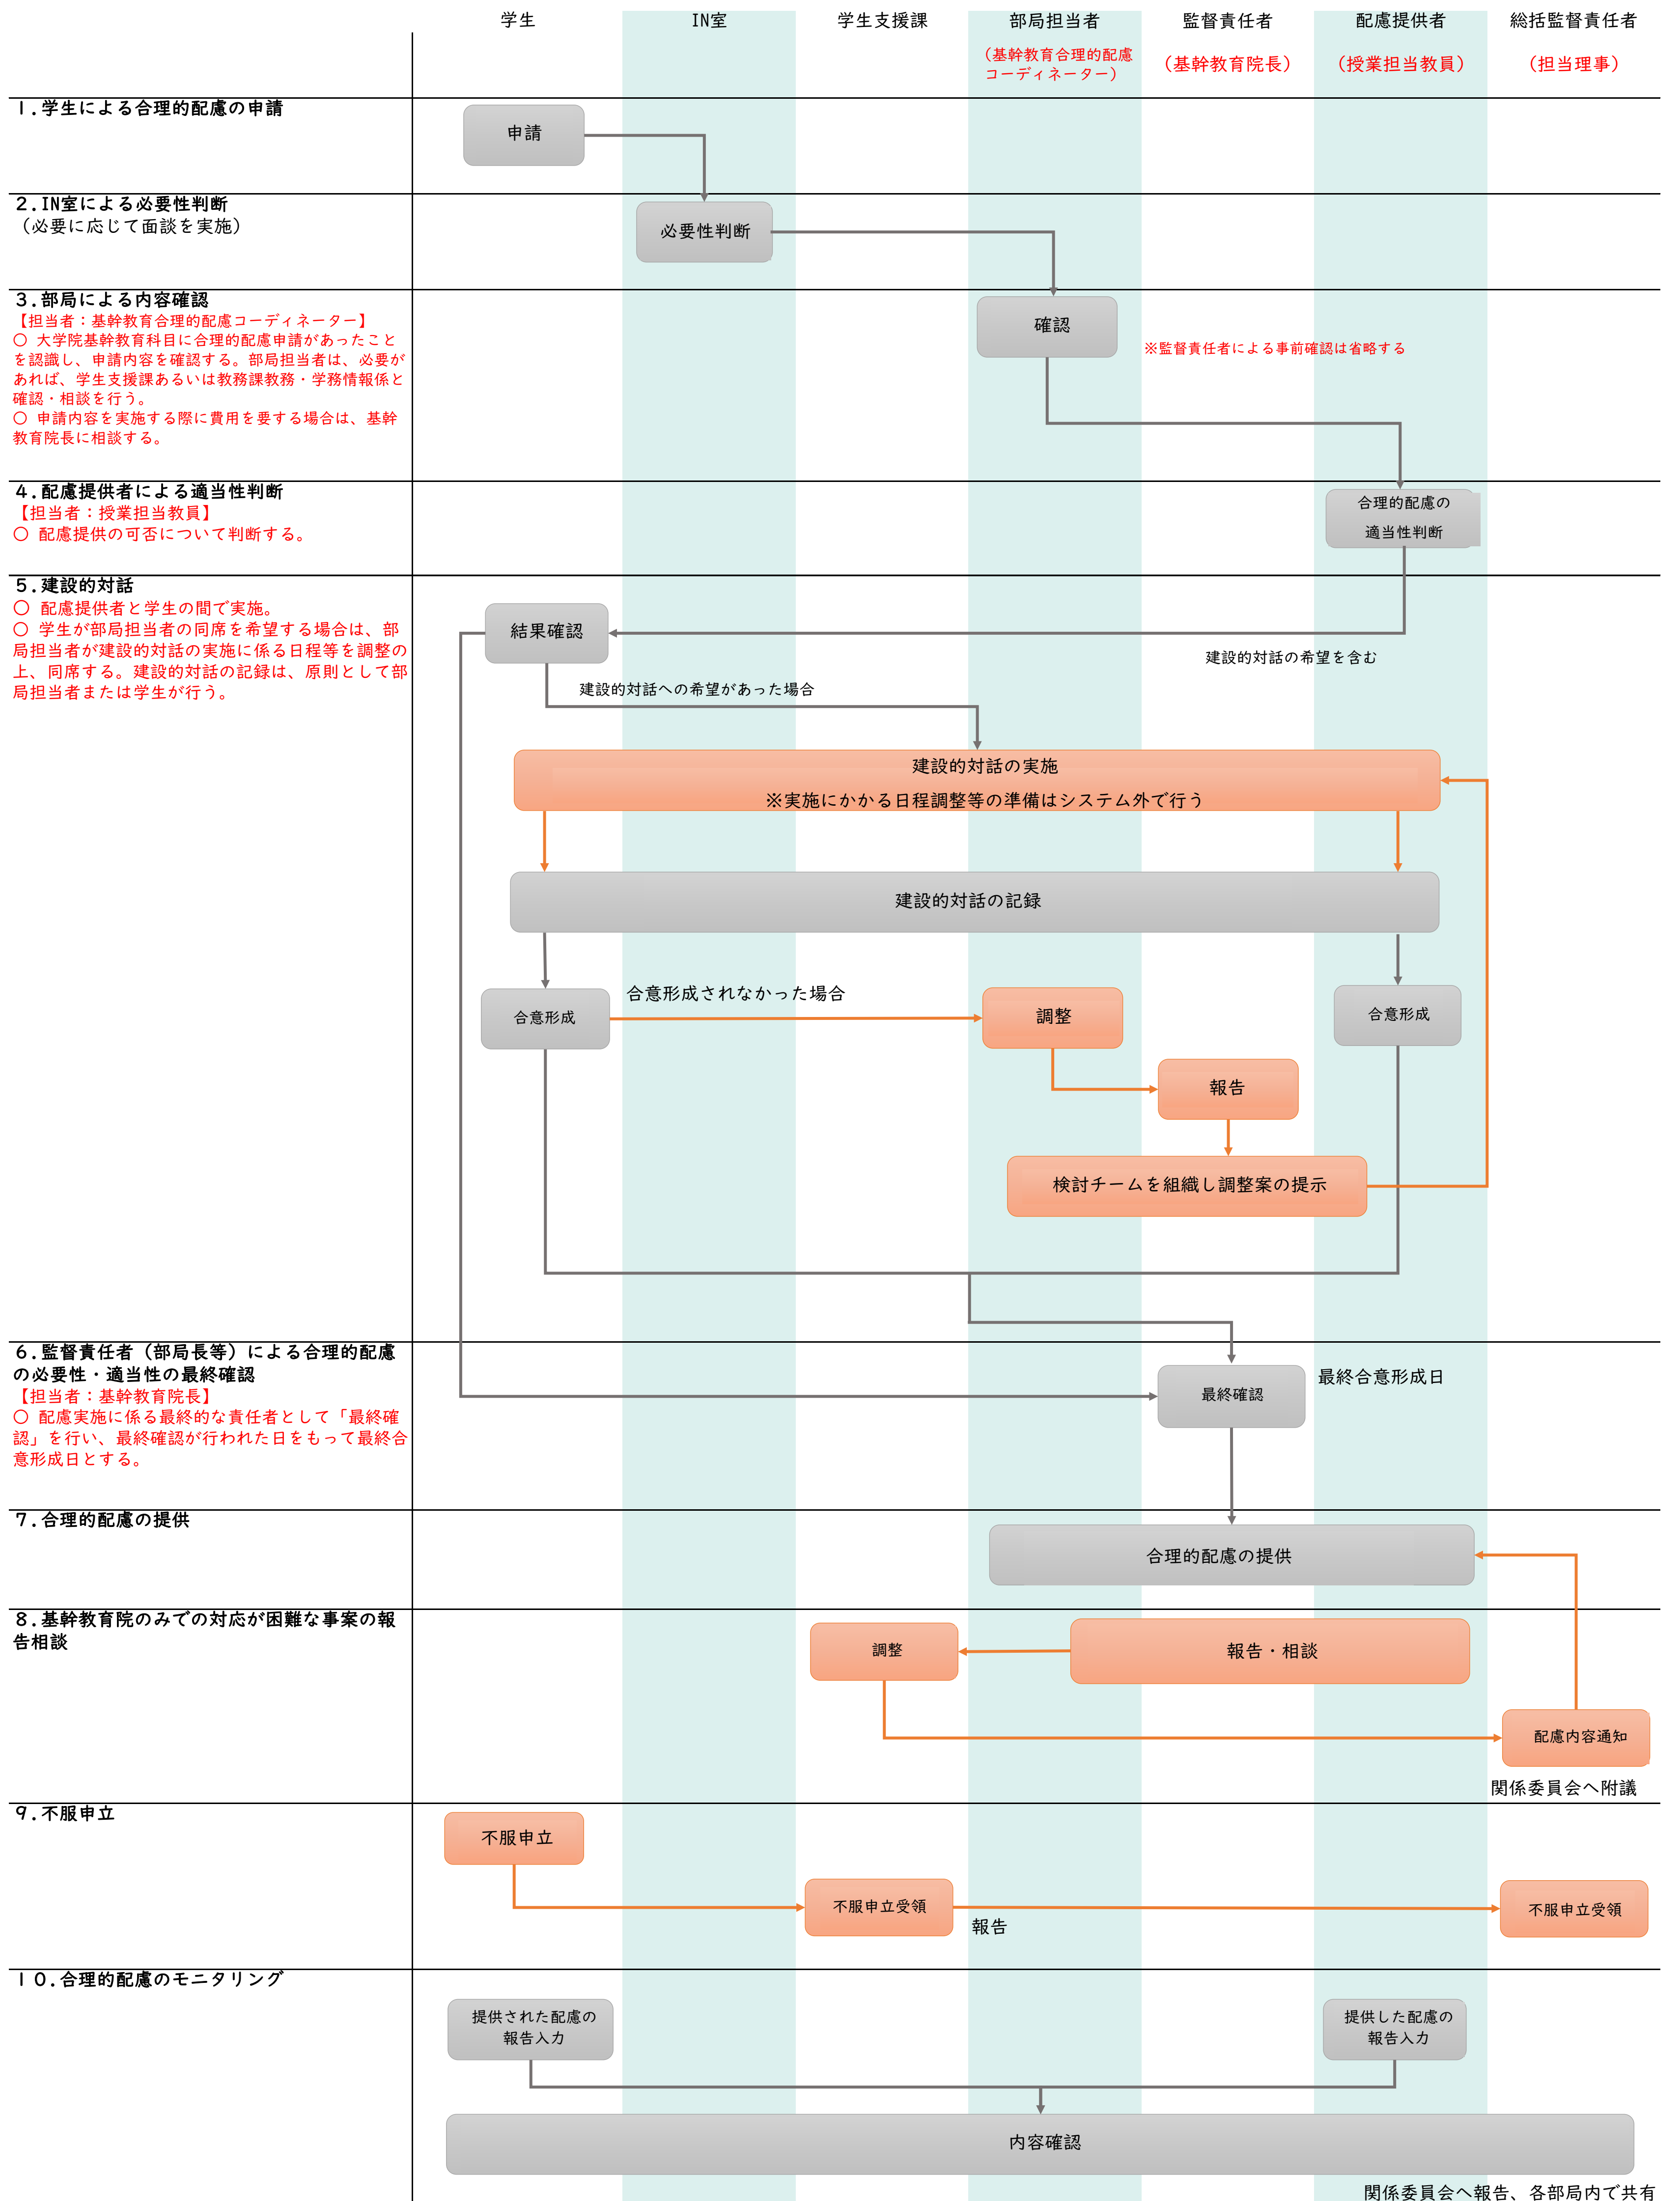 学生
IN室
学生支援課
部局担当者
監督責任者
配慮提供者
総括監督責任者
（基幹教育合理的配慮
コーディネーター）
（基幹教育院長）
（授業担当教員）
（担当理事）
１.学生による合理的配慮の申請
申請
２.IN室による必要性判断
（必要に応じて面談を実施）
必要性判断
３.部局による内容確認
【担当者：基幹教育合理的配慮コーディネーター】
〇 大学院基幹教育科目に合理的配慮申請があったこと
を認識し、申請内容を確認する。部局担当者は、必要が
あれば、学生支援課あるいは教務課教務・学務情報係と
確認・相談を行う。
〇 申請内容を実施する際に費用を要する場合は、基幹
教育院長に相談する。
確認
※監督責任者による事前確認は省略する
４.配慮提供者による適当性判断
【担当者：授業担当教員】
〇 配慮提供の可否について判断する。
合理的配慮の
適当性判断
５.建設的対話
〇 配慮提供者と学生の間で実施。
〇 学生が部局担当者の同席を希望する場合は、部
局担当者が建設的対話の実施に係る日程等を調整の
上、同席する。建設的対話の記録は、原則として部
局担当者または学生が行う。
結果確認
建設的対話の希望を含む
建設的対話への希望があった場合
建設的対話の実施
※実施にかかる日程調整等の準備はシステム外で行う
建設的対話の記録
合意形成
合意形成されなかった場合
調整
合意形成
報告
検討チームを組織し調整案の提示
６.監督責任者（部局長等）による合理的配慮
の必要性・適当性の最終確認
【担当者：基幹教育院長】
〇 配慮実施に係る最終的な責任者として「最終確
認」を行い、最終確認が行われた日をもって最終合
意形成日とする。
最終確認
最終合意形成日
７.合理的配慮の提供
合理的配慮の提供
８.基幹教育院のみでの対応が困難な事案の報
告相談
調整
報告・相談
配慮内容通知
関係委員会へ附議
９.不服申立
不服申立
不服申立受領
報告
不服申立受領
１０.合理的配慮のモニタリング
提供された配慮の
報告入力
提供した配慮の
報告入力
内容確認
関係委員会へ報告、各部局内で共有